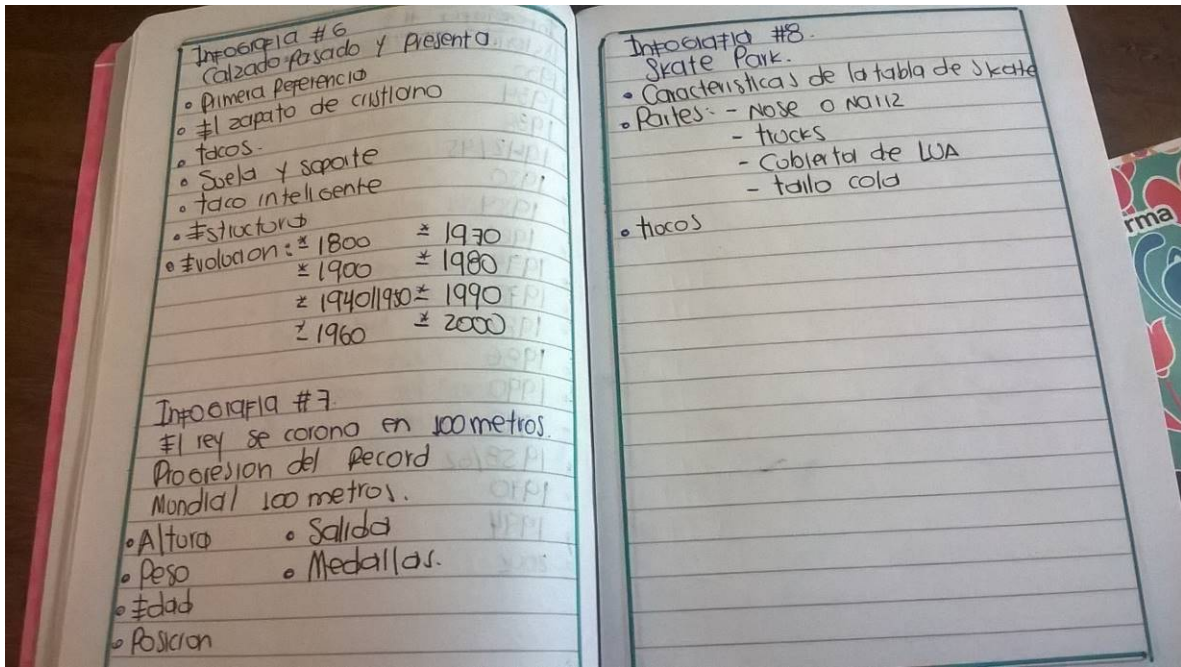 Infografia #6
Calzado Pasado y Presente
• Primera Referencia
• El zapato de cristiano
• tacos.
• Suela y soporte
• taco inteligente
• Estructura
• Evolucion: * 1800 * 1970
* 1900 * 1980
* 1940/1950 * 1990
* 1960 * 2000
Infografia #7
El rey se corono en 100 metros.
Progresion del Record
Mundial 100 metros.
• Altura • Salida
• Peso • Medallas.
• Edad
• Posicion
Infografia #8.
Skate Park.
• Caracteristicas de la tabla de skate
• Partes: - Nose o Nariz
- trucks
- Cubierta de LIJA
- tail o cola
• trucos
rma